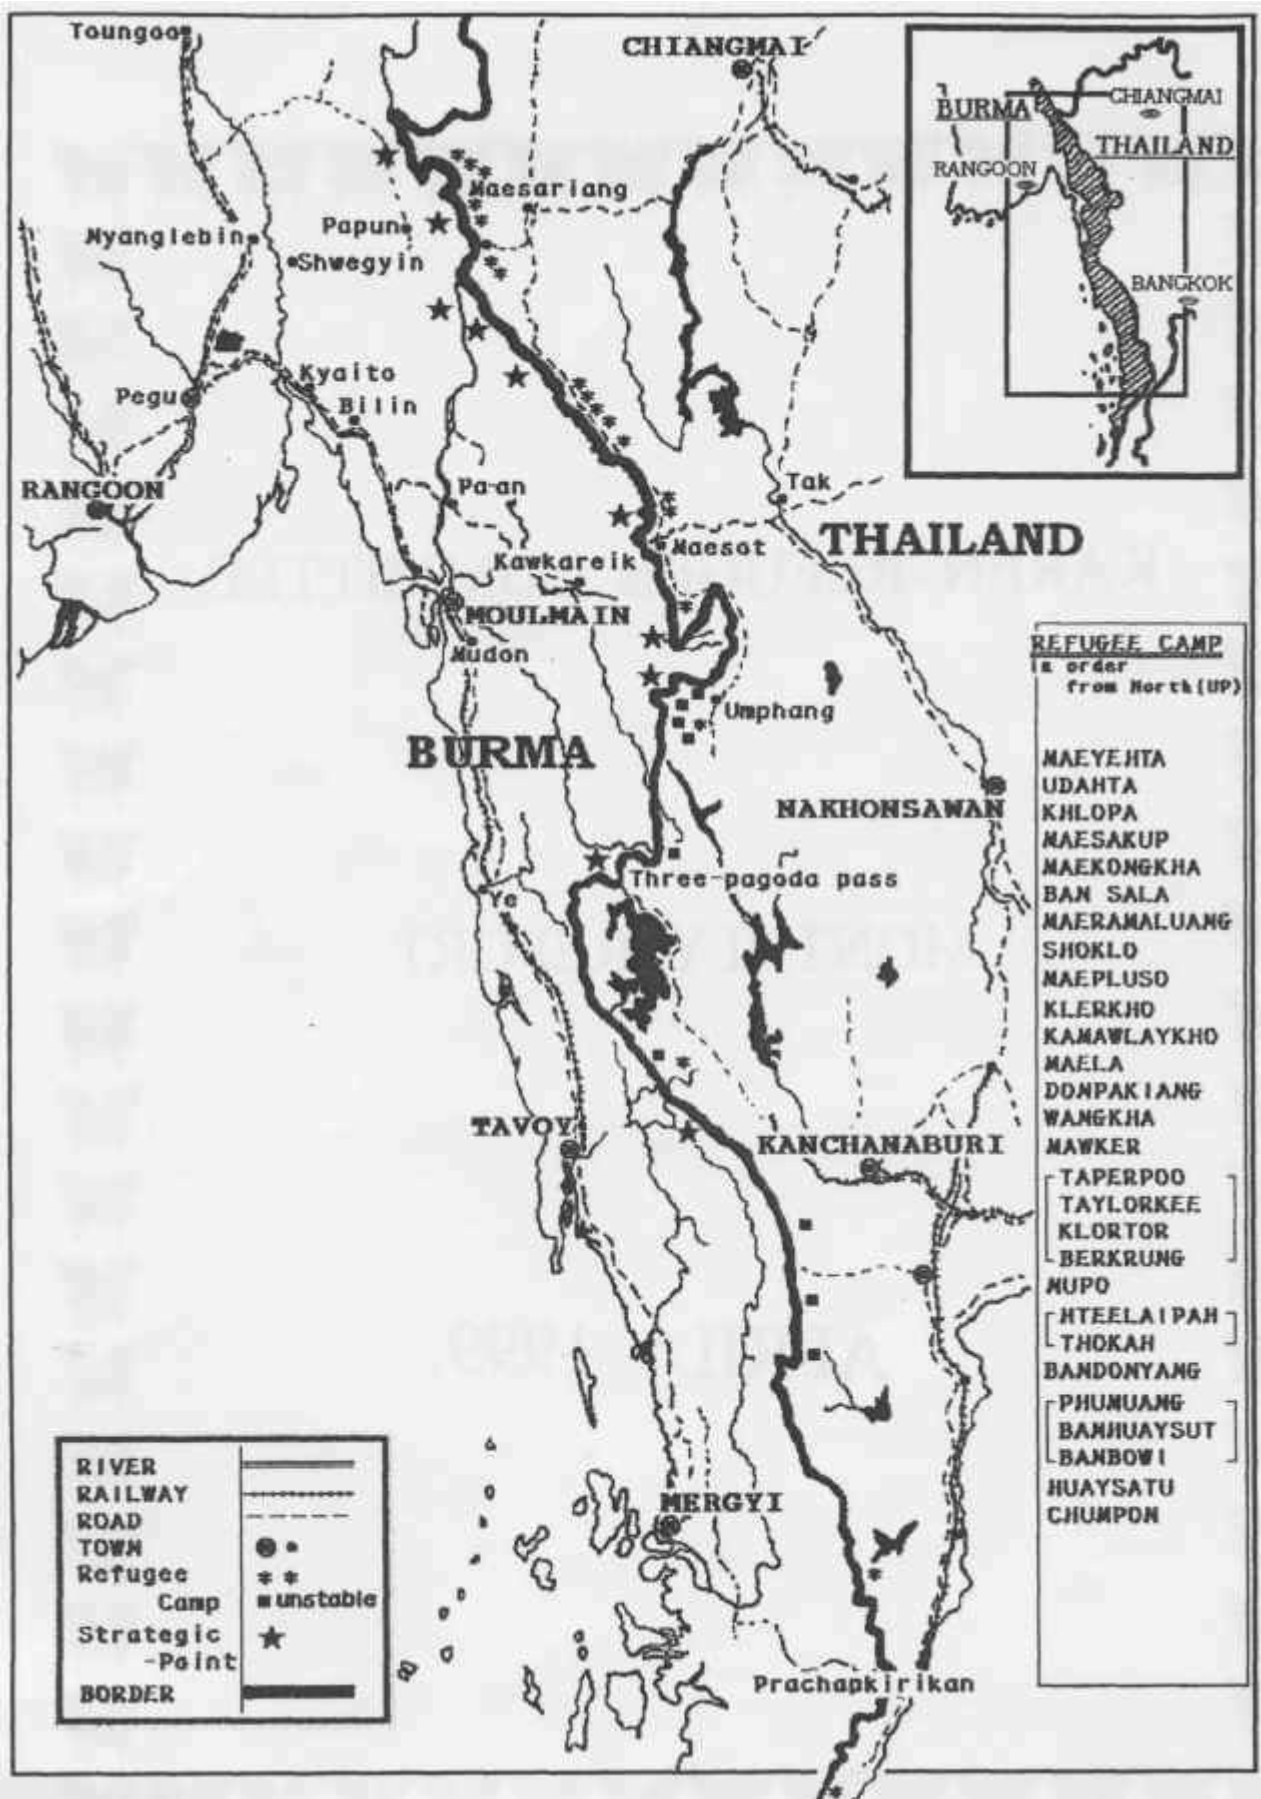 Toungoo
CHIANGMAI
Maesariang
Papun
Nyanglebin
Shwegyin
Kyaito
Bilin
Pegu
RANGOON
Pa-an
Tak
THAILAND
Maesot
Kawkareik
MOULMAIN
Mudon
Umphang
BURMA
NAKHONSAWAN
Three-pagoda pass
Ye
TAVOY
KANCHANABURI
MERGYI
Prachapkirikan
BURMA
CHIANGMAI
THAILAND
RANGOON
BANGKOK
REFUGEE CAMP
in order
from North(UP)
MAEYEHTA
UDAHTA
KHLOPA
MAESAKUP
MAEKONGKHA
BAN SALA
MAERAMALUANG
SHOKLO
MAEPLUSO
KLERKHO
KAMAWLAYKHO
MAELA
DONPAKIANG
WANGKHA
MAWKER
TAPERPOO
TAYLORKEE
KLORTOR
BERKRUNG
MUPO
HTEELAIPAH
THOKAH
BANDONYANG
PHUMUANG
BANHUAYSUT
BANBOWI
HUAYSATU
CHUMPON
RIVER
RAILWAY
ROAD
TOWN
Refugee
Camp unstable
Strategic
-Point
BORDER